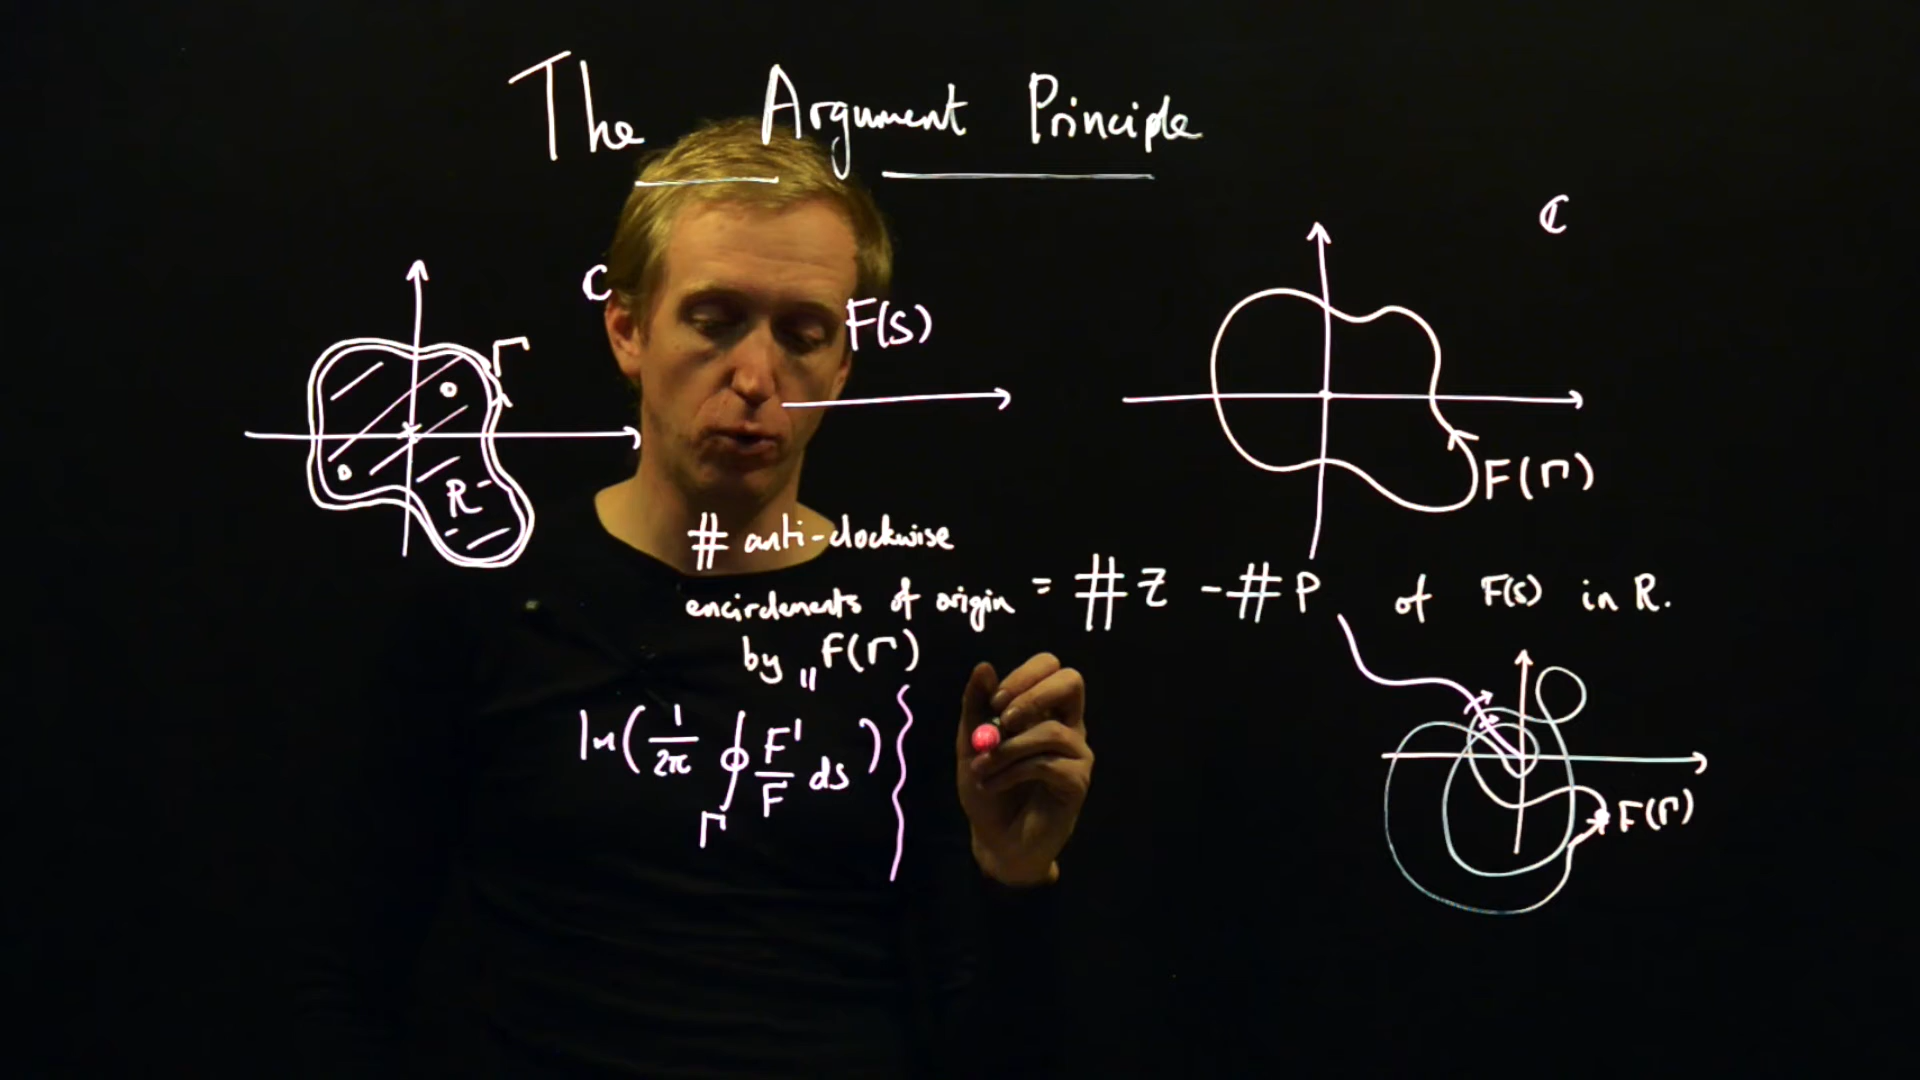 The Argument Principle
ℂ
C
F(s)
Γ
R
F(Γ)
# anti-clockwise
encirclements of origin = # Z - # P of F(s) in R.
by F(Γ)
Im( 1/2π ∮Γ F'/F ds )
F(Γ)